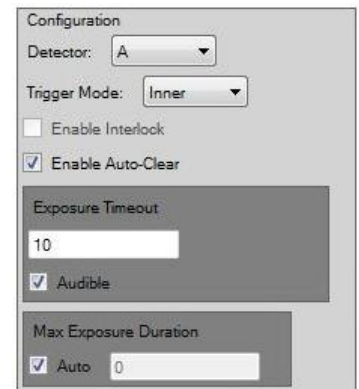 Configuration
Detector: A
Trigger Mode: Inner
Enable Interlock
Enable Auto-Clear
Exposure Timeout
10
Audible
Max Exposure Duration
Auto 0